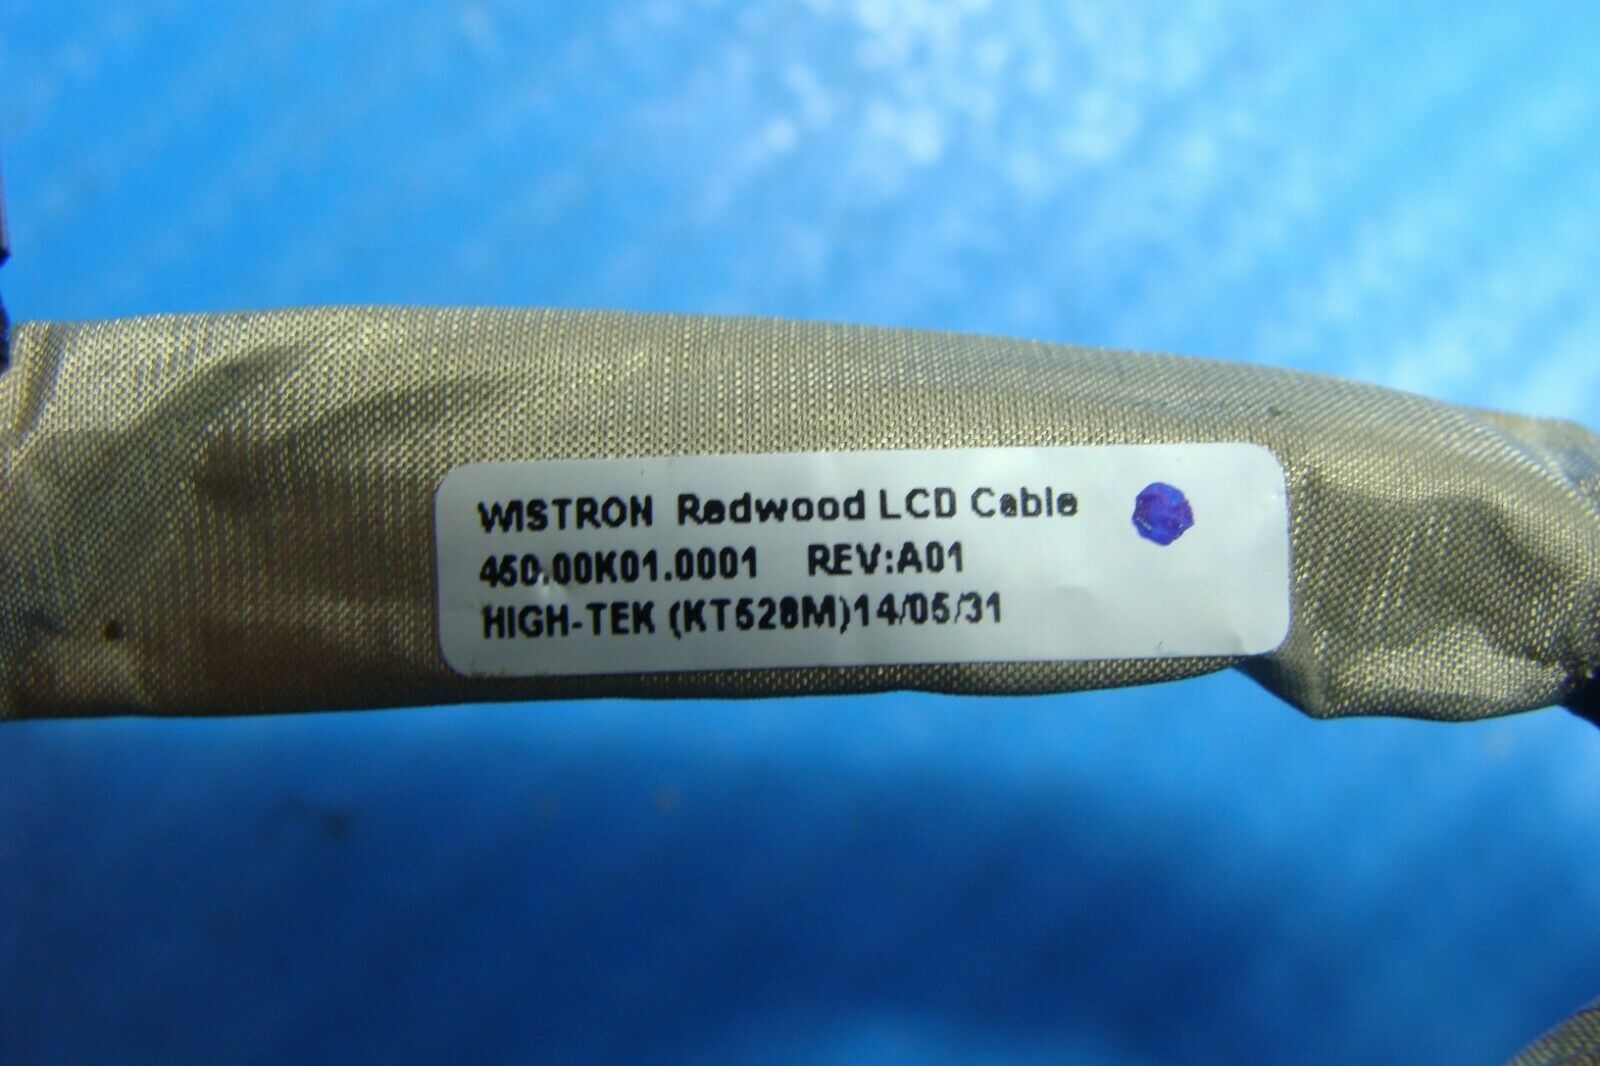 WISTRON Redwood LCD Cable
450.00K01.0001 REV:A01
HIGH-TEK (KT528M)14/05/31